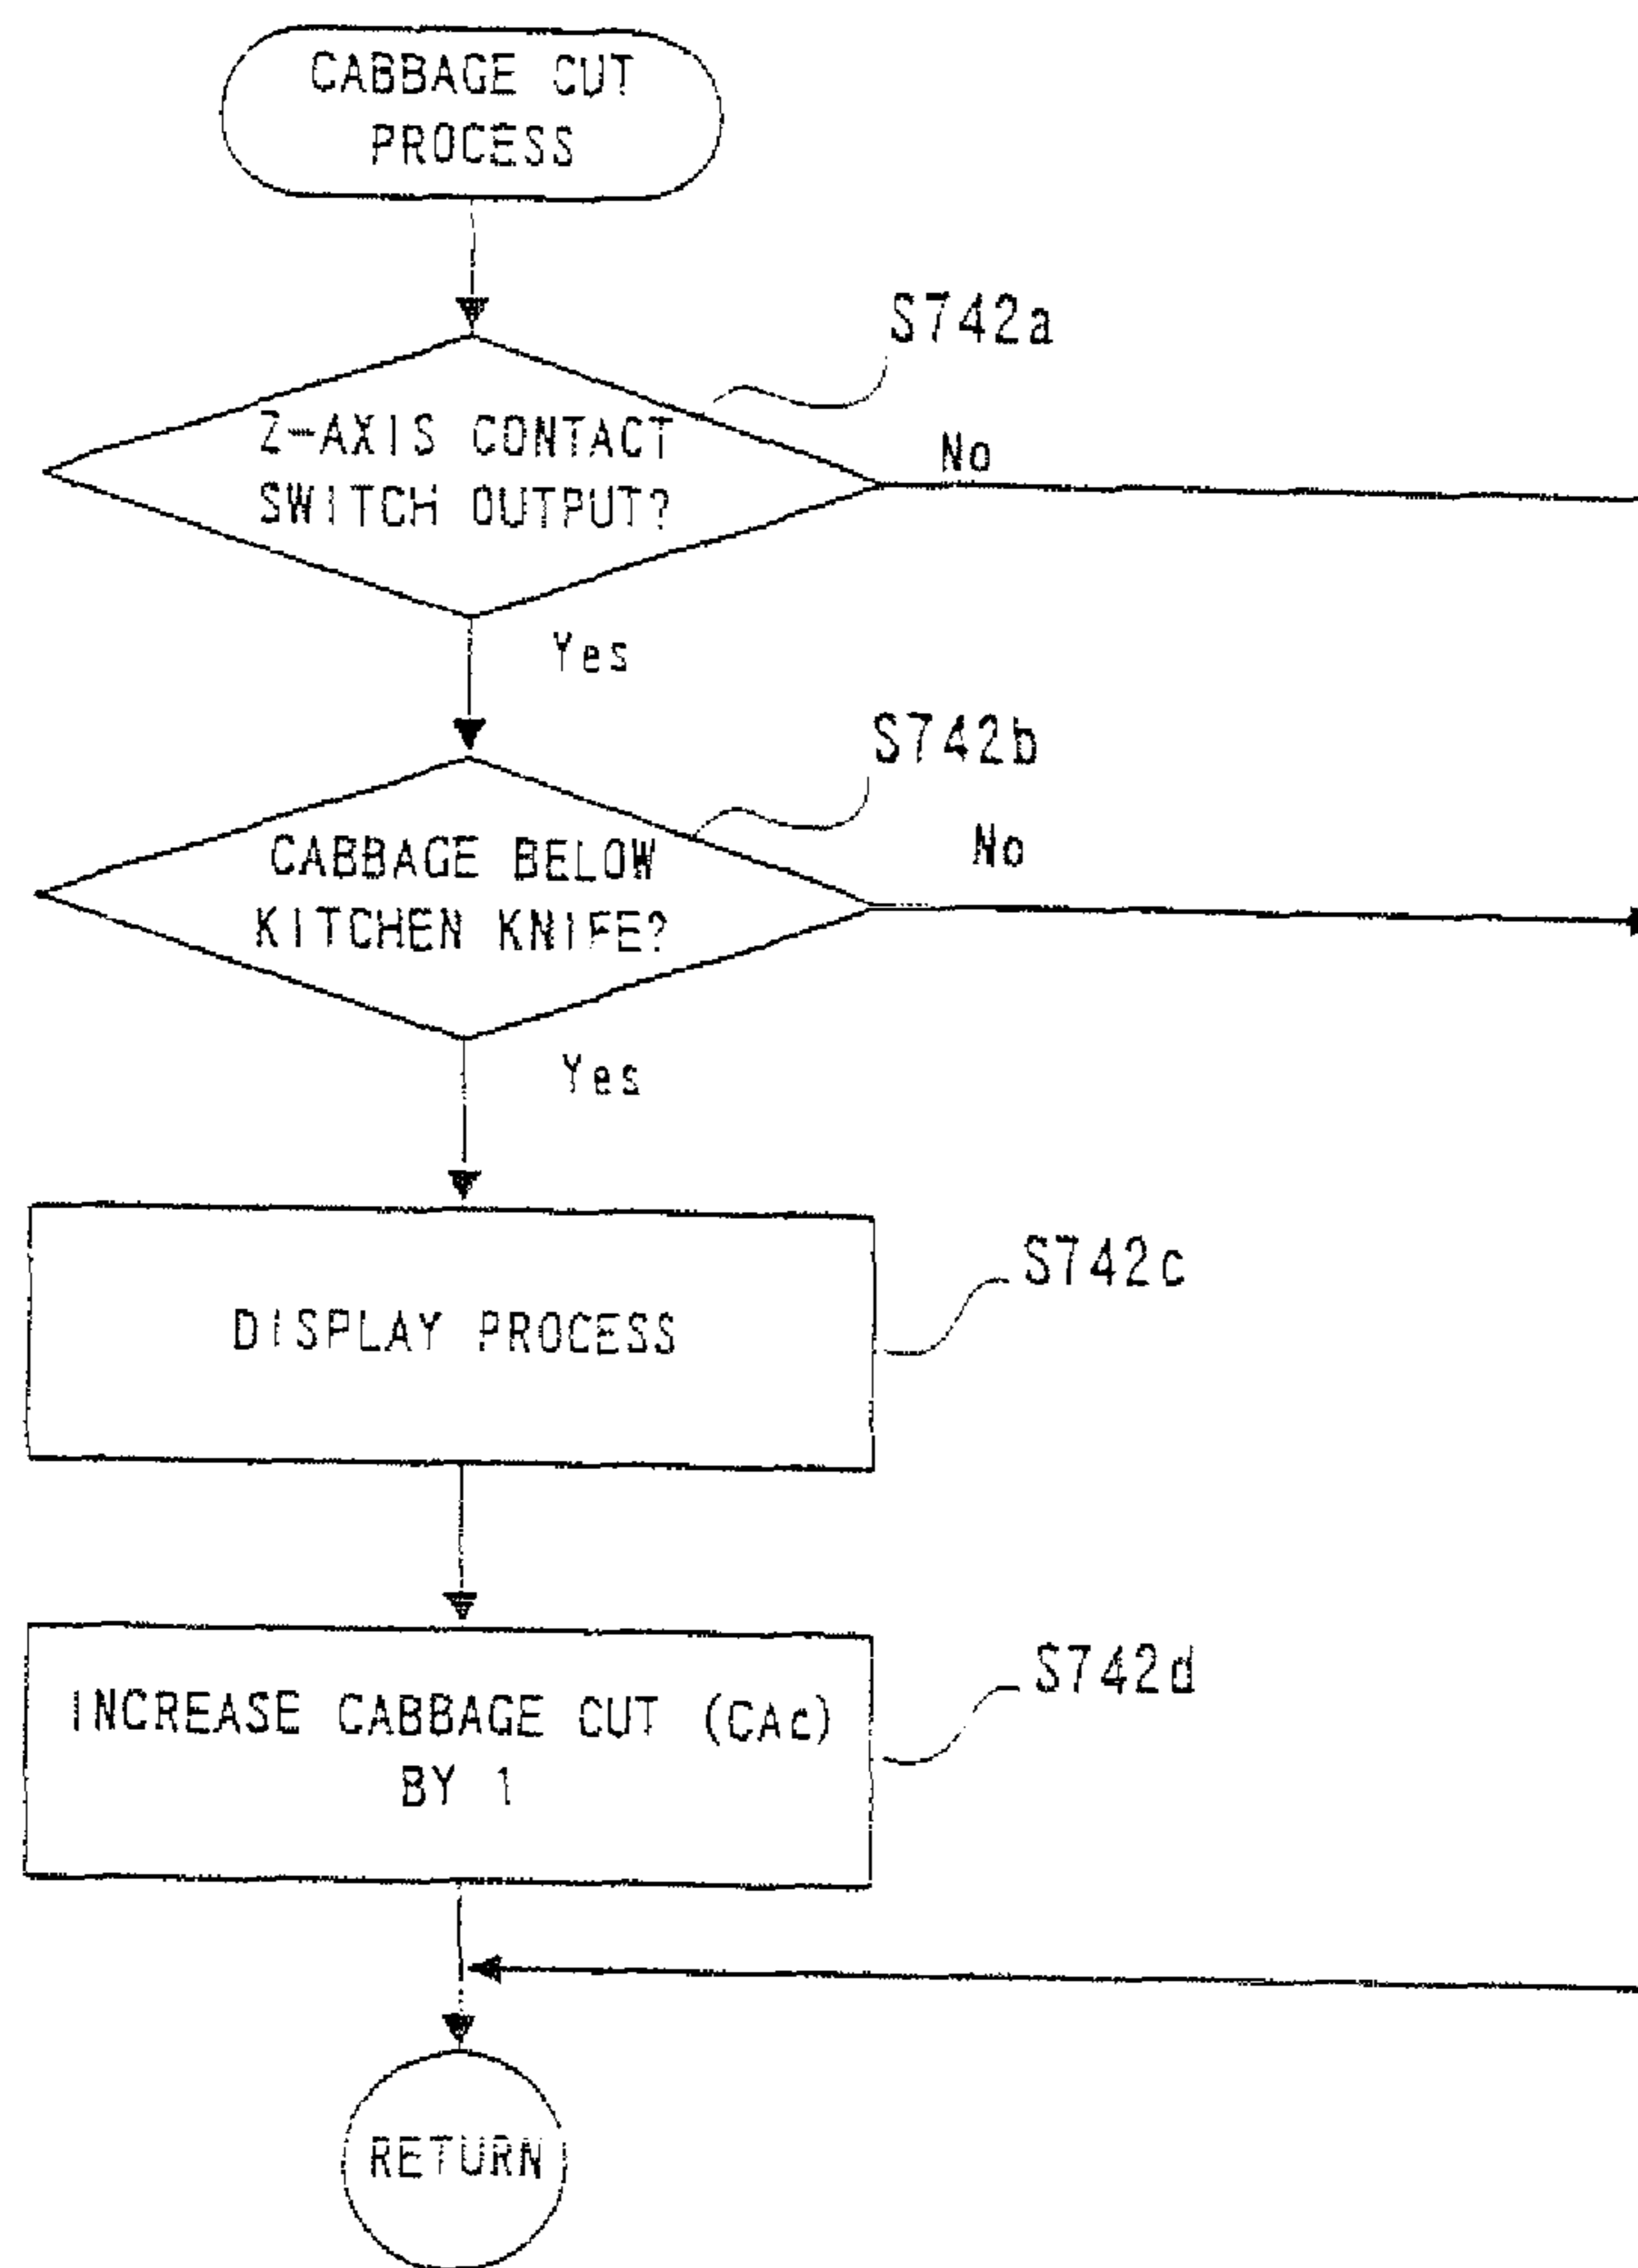 CABBAGE CUT
PROCESS
S742a
Z-AXIS CONTACT
SWITCH OUTPUT?
No
Yes
S742b
CABBAGE BELOW
KITCHEN KNIFE?
No
Yes
S742c
DISPLAY PROCESS
S742d
INCREASE CABBAGE CUT (CAc)
BY 1
RETURN